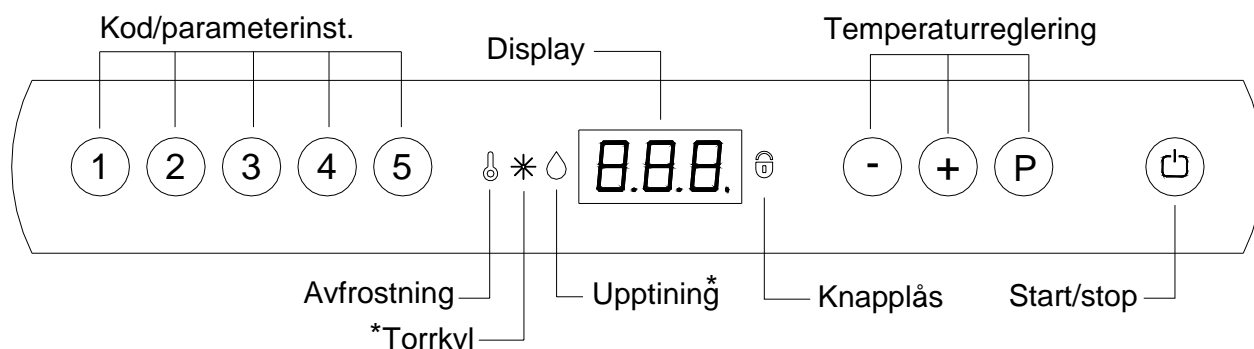 Kod/parameterinst.
Display
Temperaturreglering
1 2 3 4 5 8.8.8. - + P
Avfrostning
Upptining*
Knapplås
Start/stop
*Torrkyl